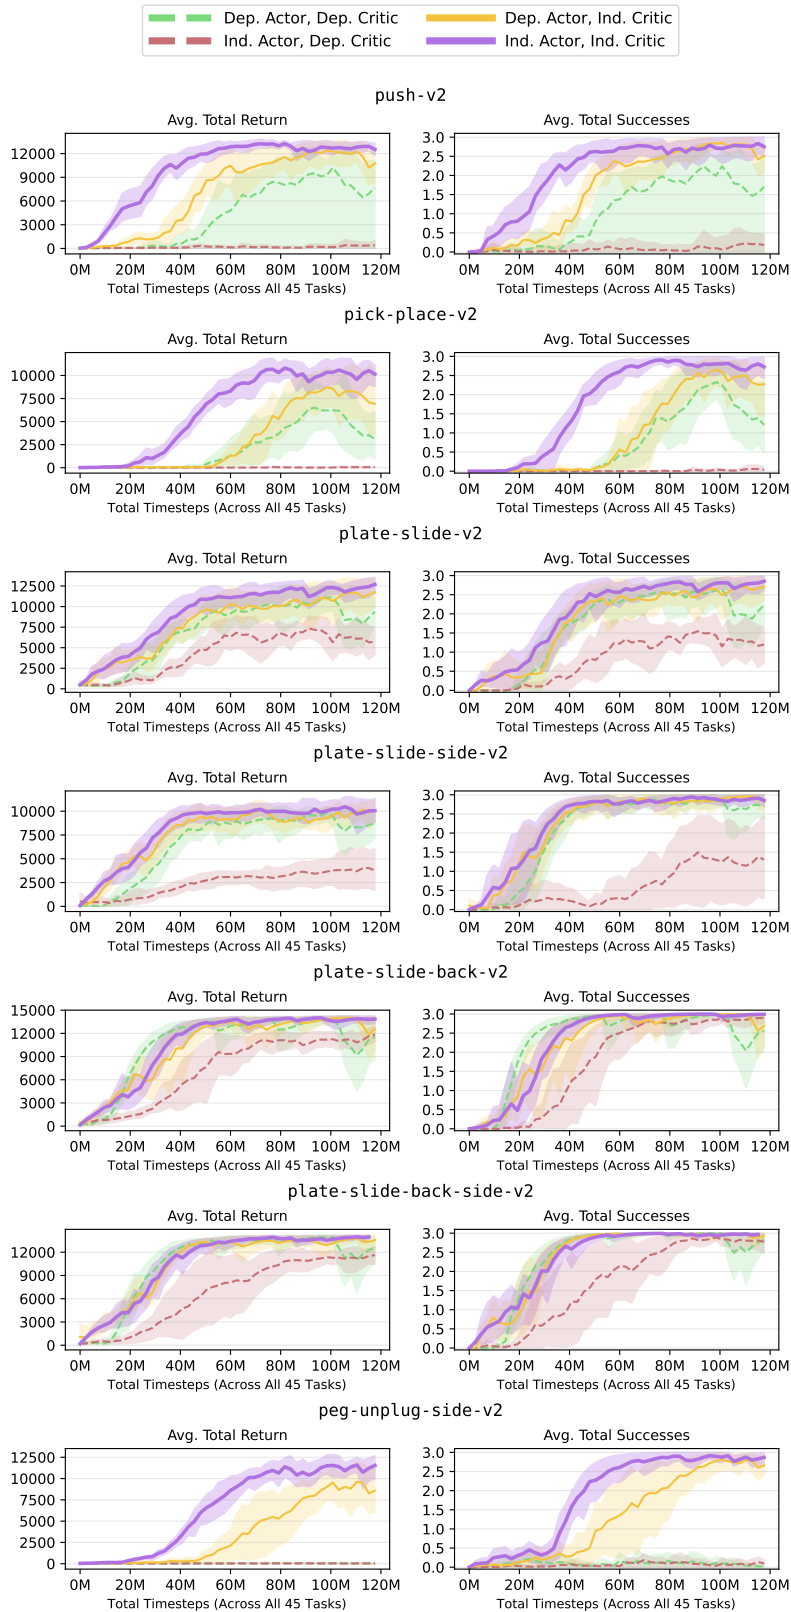 Dep. Actor, Dep. Critic
Ind. Actor, Dep. Critic
Dep. Actor, Ind. Critic
Ind. Actor, Ind. Critic
push-v2
Avg. Total Return
12000
9000
6000
3000
0
0M 20M 40M 60M 80M 100M 120M
Total Timesteps (Across All 45 Tasks)
Avg. Total Successes
3.0
2.5
2.0
1.5
1.0
0.5
0.0
0M 20M 40M 60M 80M 100M 120M
Total Timesteps (Across All 45 Tasks)
pick-place-v2
Avg. Total Return
10000
7500
5000
2500
0
0M 20M 40M 60M 80M 100M 120M
Total Timesteps (Across All 45 Tasks)
Avg. Total Successes
3.0
2.5
2.0
1.5
1.0
0.5
0.0
0M 20M 40M 60M 80M 100M 120M
Total Timesteps (Across All 45 Tasks)
plate-slide-v2
Avg. Total Return
12500
10000
7500
5000
2500
0
0M 20M 40M 60M 80M 100M 120M
Total Timesteps (Across All 45 Tasks)
Avg. Total Successes
3.0
2.5
2.0
1.5
1.0
0.5
0.0
0M 20M 40M 60M 80M 100M 120M
Total Timesteps (Across All 45 Tasks)
plate-slide-side-v2
Avg. Total Return
10000
7500
5000
2500
0
0M 20M 40M 60M 80M 100M 120M
Total Timesteps (Across All 45 Tasks)
Avg. Total Successes
3.0
2.5
2.0
1.5
1.0
0.5
0.0
0M 20M 40M 60M 80M 100M 120M
Total Timesteps (Across All 45 Tasks)
plate-slide-back-v2
Avg. Total Return
15000
12000
9000
6000
3000
0
0M 20M 40M 60M 80M 100M 120M
Total Timesteps (Across All 45 Tasks)
Avg. Total Successes
3.0
2.5
2.0
1.5
1.0
0.5
0.0
0M 20M 40M 60M 80M 100M 120M
Total Timesteps (Across All 45 Tasks)
plate-slide-back-side-v2
Avg. Total Return
12000
9000
6000
3000
0
0M 20M 40M 60M 80M 100M 120M
Total Timesteps (Across All 45 Tasks)
Avg. Total Successes
3.0
2.5
2.0
1.5
1.0
0.5
0.0
0M 20M 40M 60M 80M 100M 120M
Total Timesteps (Across All 45 Tasks)
peg-unplug-side-v2
Avg. Total Return
12500
10000
7500
5000
2500
0
0M 20M 40M 60M 80M 100M 120M
Total Timesteps (Across All 45 Tasks)
Avg. Total Successes
3.0
2.5
2.0
1.5
1.0
0.5
0.0
0M 20M 40M 60M 80M 100M 120M
Total Timesteps (Across All 45 Tasks)